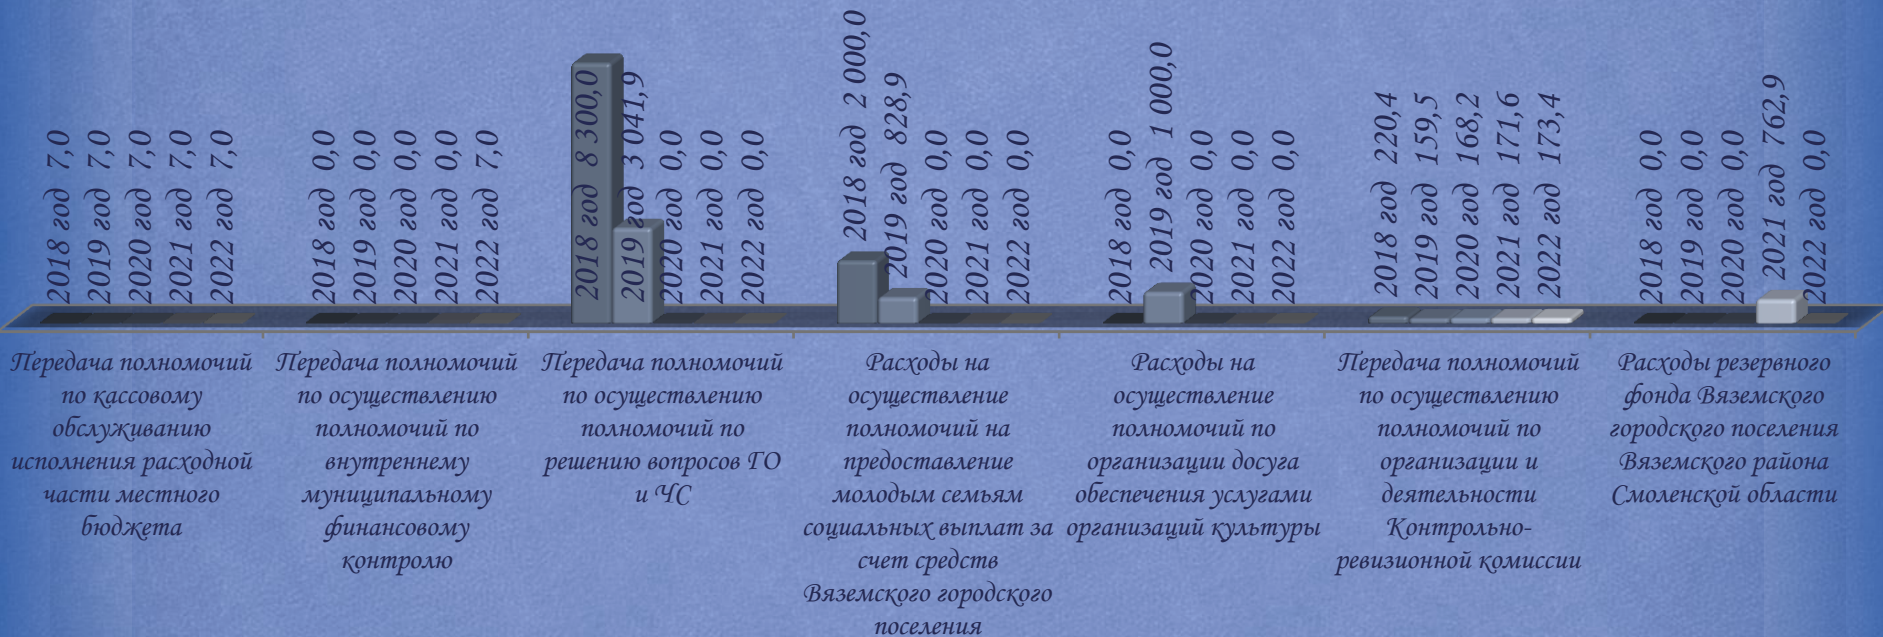 2018 год 7,0
2019 год 7,0
2020 год 7,0
2021 год 7,0
2022 год 7,0
2018 год 0,0
2019 год 0,0
2020 год 0,0
2021 год 0,0
2022 год 7,0
2018 год 8 300,0
2019 год 3 041,9
2020 год 0,0
2021 год 0,0
2022 год 0,0
2018 год 2 000,0
2019 год 828,9
2020 год 0,0
2021 год 0,0
2022 год 0,0
2018 год 0,0
2019 год 1 000,0
2020 год 0,0
2021 год 0,0
2022 год 0,0
2018 год 220,4
2019 год 159,5
2020 год 168,2
2021 год 171,6
2022 год 173,4
2018 год 0,0
2019 год 0,0
2020 год 0,0
2021 год 762,9
2022 год 0,0
Передача полномочий
по кассовому
обслуживанию
исполнения расходной
части местного
бюджета
Передача полномочий
по осуществлению
полномочий по
внутреннему
муниципальному
финансовому
контролю
Передача полномочий
по осуществлению
полномочий по
решению вопросов ГО
и ЧС
Расходы на
осуществление
полномочий на
предоставление
молодым семьям
социальных выплат за
счет средств
Вяземского городского
поселения
Расходы на
осуществление
полномочий по
организации досуга
обеспечения услугами
организаций культуры
Передача полномочий
по осуществлению
полномочий по
организации и
деятельности
Контрольно-
ревизионной комиссии
Расходы резервного
фонда Вяземского
городского поселения
Вяземского района
Смоленской области